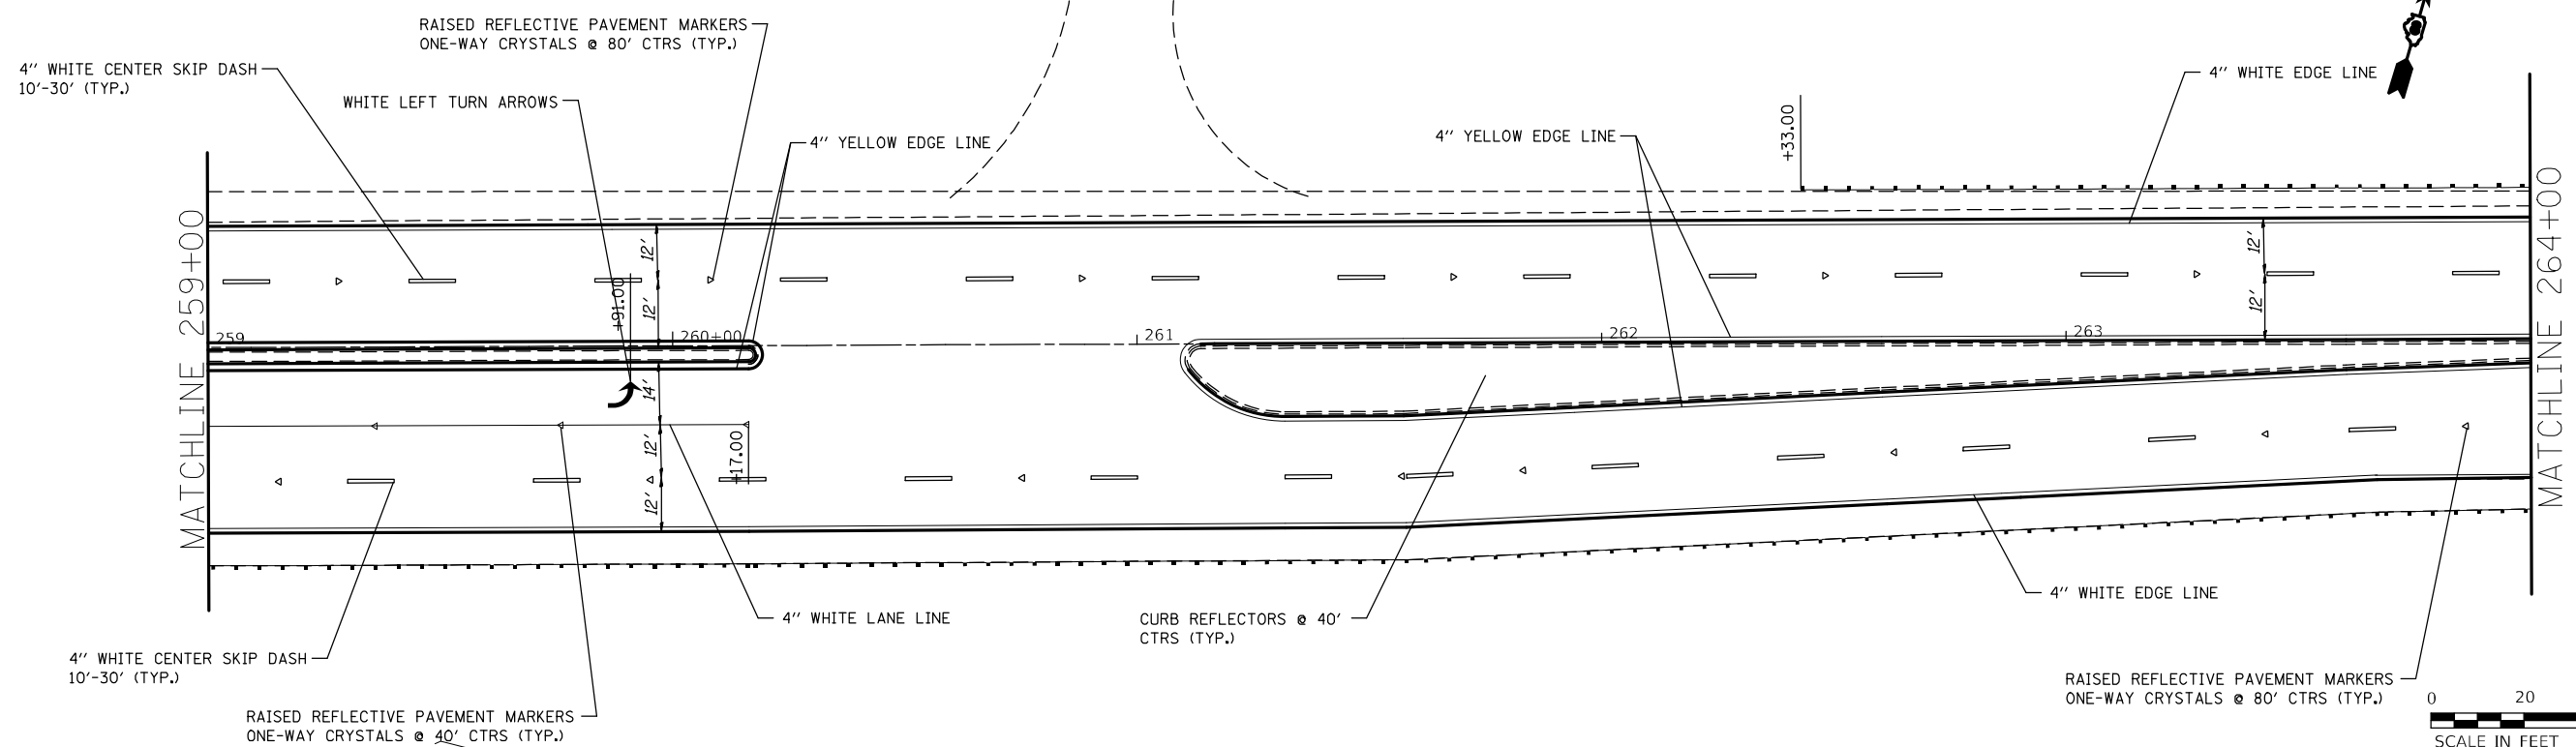 RAISED REFLECTIVE PAVEMENT MARKERS
ONE-WAY CRYSTALS @ 80' CTRS (TYP.)
4" WHITE CENTER SKIP DASH
10'-30' (TYP.)
WHITE LEFT TURN ARROWS
4" YELLOW EDGE LINE
4" YELLOW EDGE LINE
+33.00
4" WHITE EDGE LINE
MATCHLINE 259+00
MATCHLINE 264+00
12'
12'
+91.00
12'
12'
259
260+00
261
262
263
14'
12'
12'
+17.00
4" WHITE LANE LINE
CURB REFLECTORS @ 40'
CTRS (TYP.)
4" WHITE EDGE LINE
4" WHITE CENTER SKIP DASH
10'-30' (TYP.)
RAISED REFLECTIVE PAVEMENT MARKERS
ONE-WAY CRYSTALS @ 40' CTRS (TYP.)
RAISED REFLECTIVE PAVEMENT MARKERS
ONE-WAY CRYSTALS @ 80' CTRS (TYP.)
0 20
SCALE IN FEET